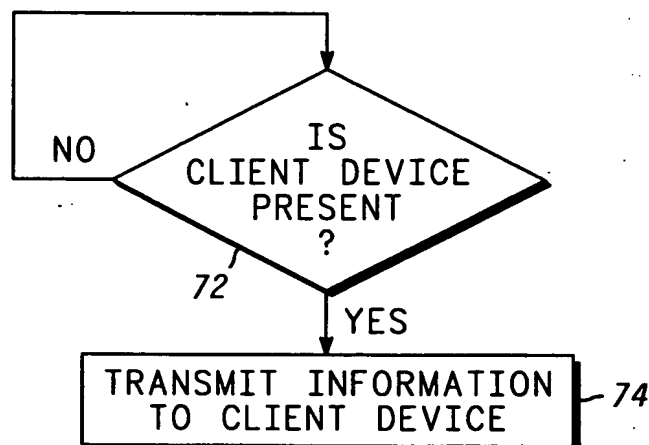 IS
CLIENT DEVICE
PRESENT
?
NO
72
YES
TRANSMIT INFORMATION
TO CLIENT DEVICE
74